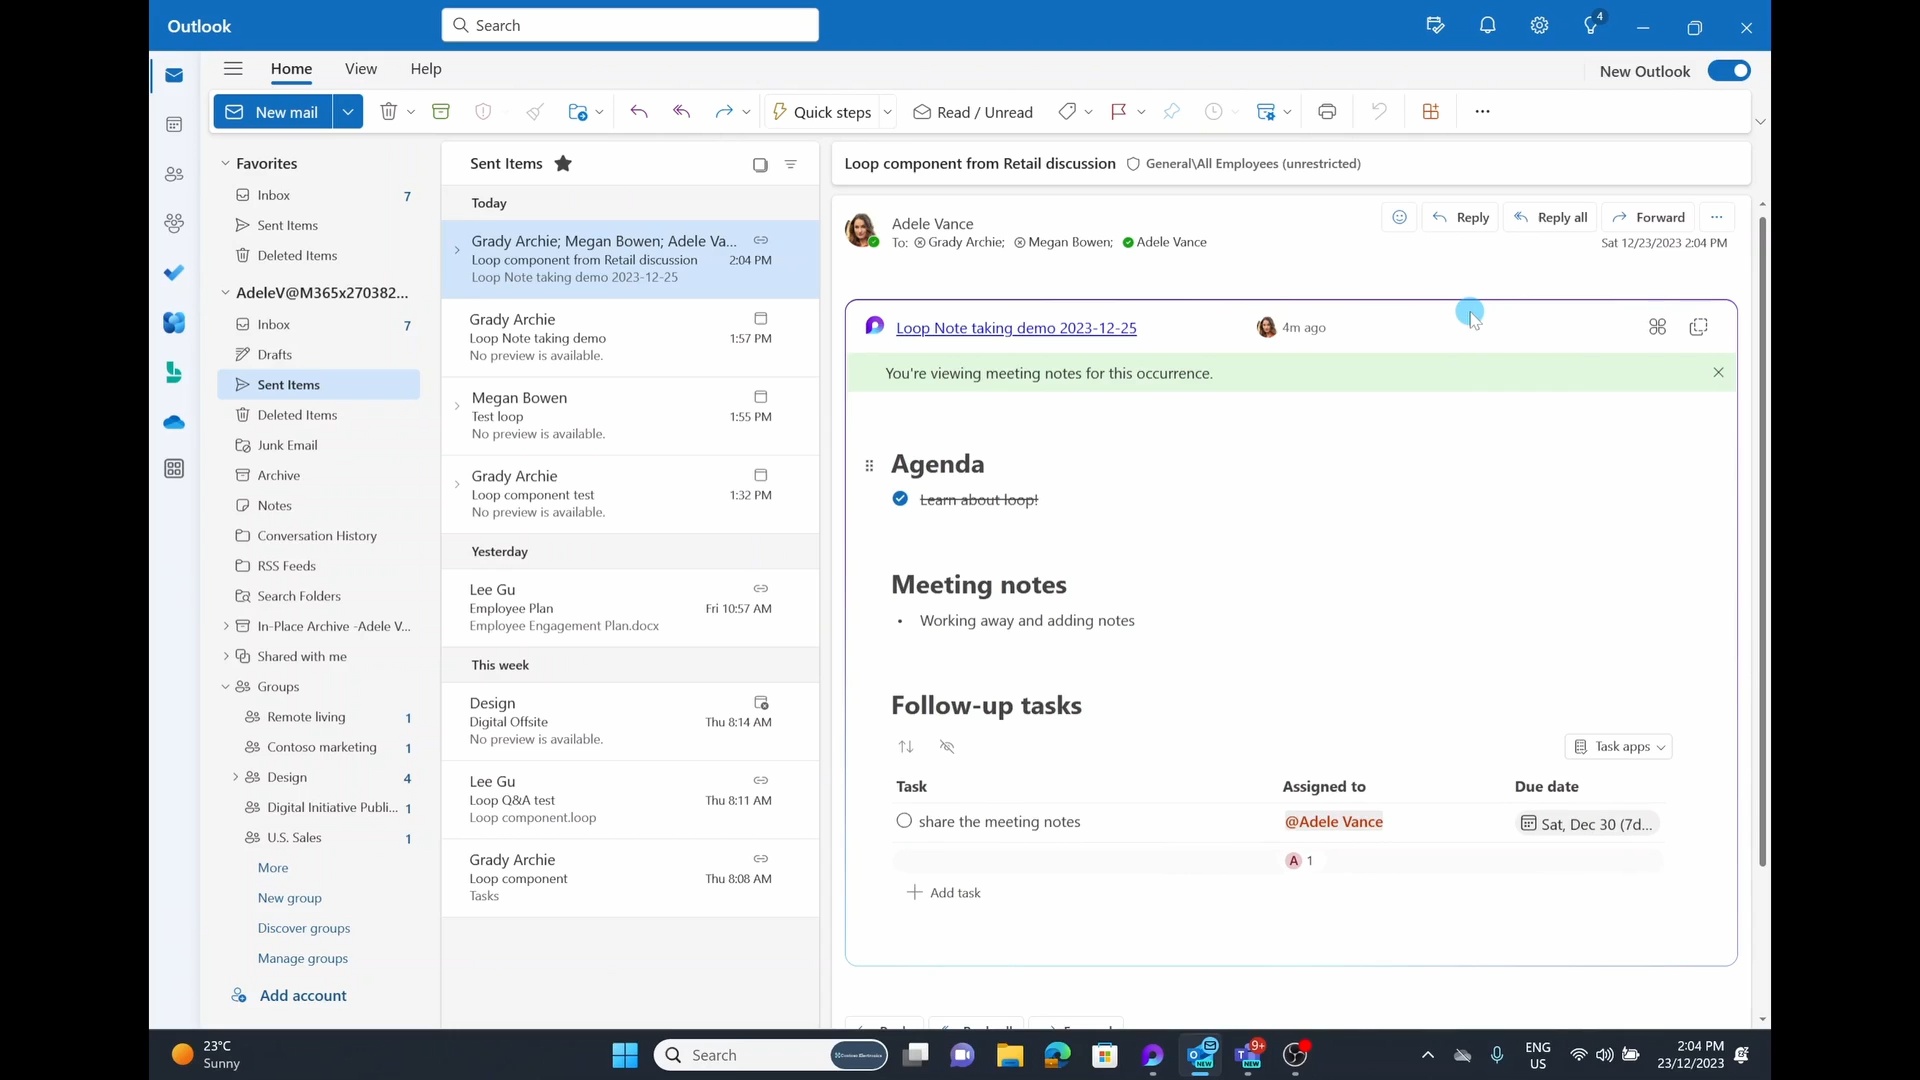 Outlook
Search
4
Home View Help
New Outlook
New mail
Quick steps
Read / Unread
Favorites
Inbox 7
Sent Items
Deleted Items
AdeleV@M365x270382...
Inbox 7
Drafts
Sent Items
Deleted Items
Junk Email
Archive
Notes
Conversation History
RSS Feeds
Search Folders
In-Place Archive -Adele V...
Shared with me
Groups
Remote living 1
Contoso marketing 1
Design 4
Digital Initiative Publi... 1
U.S. Sales 1
More
New group
Discover groups
Manage groups
Add account
Sent Items
Today
Grady Archie; Megan Bowen; Adele Va...
Loop component from Retail discussion 2:04 PM
Loop Note taking demo 2023-12-25
Grady Archie
Loop Note taking demo 1:57 PM
No preview is available.
Megan Bowen
Test loop 1:55 PM
No preview is available.
Grady Archie
Loop component test 1:32 PM
No preview is available.
Yesterday
Lee Gu
Employee Plan Fri 10:57 AM
Employee Engagement Plan.docx
This week
Design
Digital Offsite Thu 8:14 AM
No preview is available.
Lee Gu
Loop Q&A test Thu 8:11 AM
Loop component.loop
Grady Archie
Loop component Thu 8:08 AM
Tasks
Loop component from Retail discussion General\All Employees (unrestricted)
Adele Vance
To: Grady Archie; Megan Bowen; Adele Vance
Reply Reply all Forward
Sat 12/23/2023 2:04 PM
Loop Note taking demo 2023-12-25 4m ago
You're viewing meeting notes for this occurrence.
Agenda
Learn about loop!
Meeting notes
• Working away and adding notes
Follow-up tasks
Task apps
Task Assigned to Due date
share the meeting notes @Adele Vance Sat, Dec 30 (7d...
A 1
Add task
23°C
Sunny
Search
NEW
9+
NEW
ENG
US
2:04 PM
23/12/2023